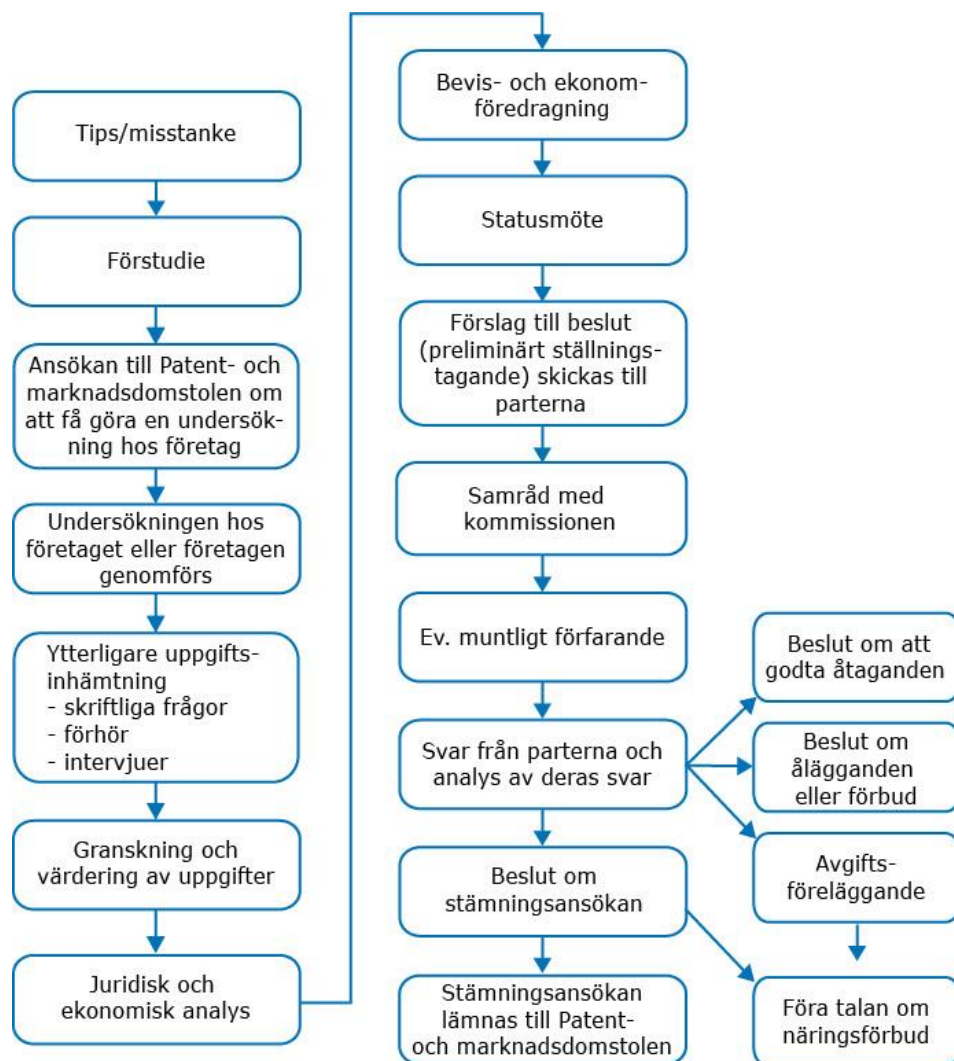 Tips/misstanke
Förstudie
Ansökan till Patent- och
marknadsdomstolen om
att få göra en undersök-
ning hos företag
Undersökningen hos
företaget eller företagen
genomförs
Ytterligare uppgifts-
inhämtning
- skriftliga frågor
- förhör
- intervjuer
Granskning och
värdering av uppgifter
Juridisk och
ekonomisk analys
Bevis- och ekonom-
föredragning
Statusmöte
Förslag till beslut
(preliminärt ställnings-
tagande) skickas till
parterna
Samråd med
kommissionen
Ev. muntligt förfarande
Svar från parterna och
analys av deras svar
Beslut om
stämningsansökan
Stämningsansökan
lämnas till Patent-
och marknadsdomstolen
Beslut om att
godta åtaganden
Beslut om
ålägganden
eller förbud
Avgifts-
föreläggande
Föra talan om
näringsförbud